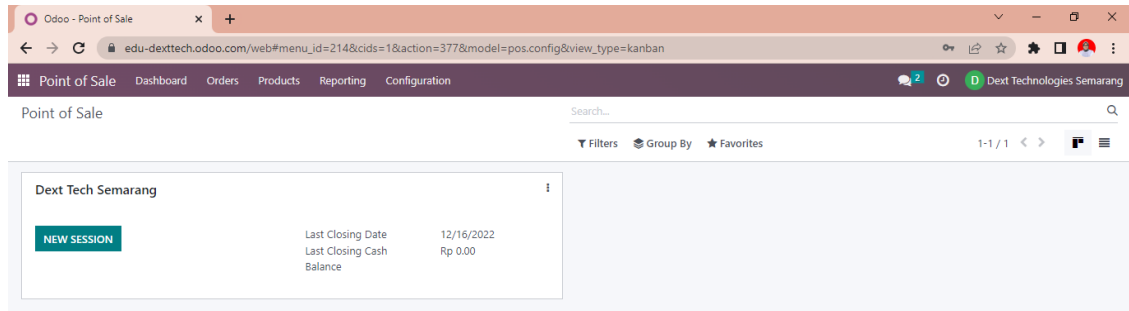 Odoo - Point of Sale
edu-dexttech.odoo.com/web#menu_id=214&cids=1&action=377&model=pos.config&view_type=kanban
Point of Sale Dashboard Orders Products Reporting Configuration 2 D Dext Technologies Semarang
Point of Sale Search...
Filters Group By Favorites 1-1 / 1
Dext Tech Semarang
NEW SESSION
Last Closing Date 12/16/2022
Last Closing Cash Rp 0.00
Balance